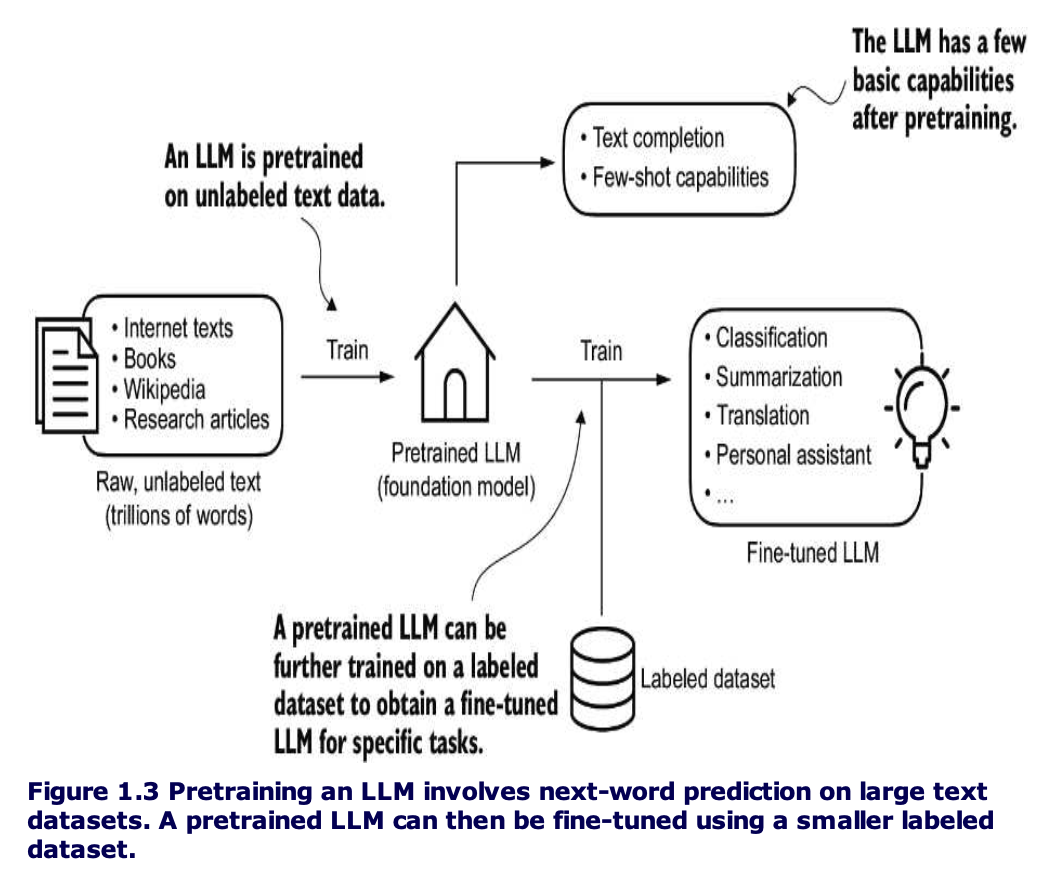 The LLM has a few
basic capabilities
after pretraining.
• Text completion
• Few-shot capabilities
An LLM is pretrained
on unlabeled text data.
• Internet texts
• Books
• Wikipedia
• Research articles
Raw, unlabeled text
(trillions of words)
Train
Pretrained LLM
(foundation model)
Train
• Classification
• Summarization
• Translation
• Personal assistant
• ...
Fine-tuned LLM
A pretrained LLM can be
further trained on a labeled
dataset to obtain a fine-tuned
LLM for specific tasks.
Labeled dataset
Figure 1.3 Pretraining an LLM involves next-word prediction on large text
datasets. A pretrained LLM can then be fine-tuned using a smaller labeled
dataset.